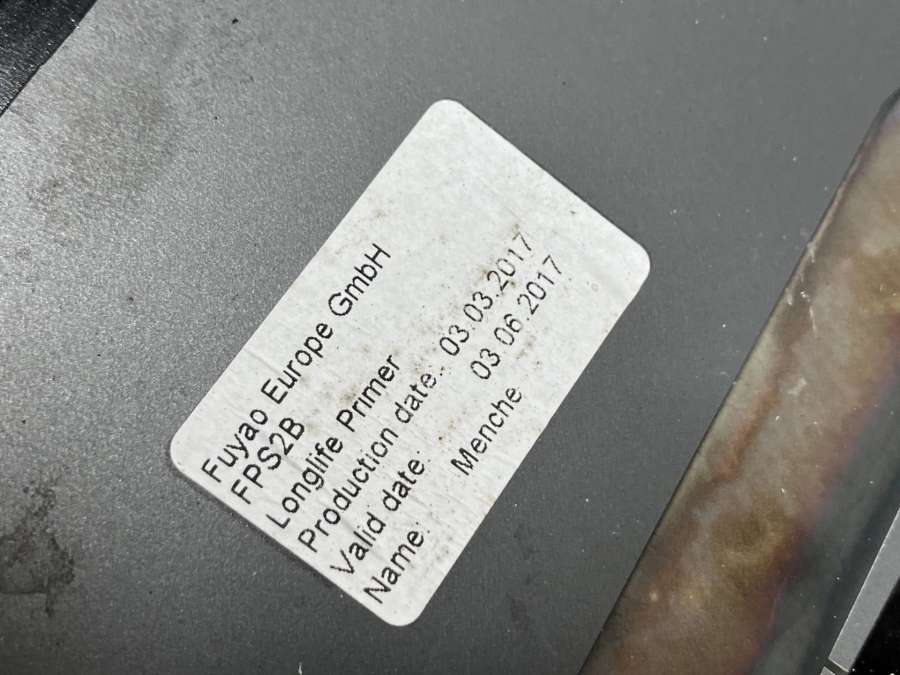 Fuyao Europe GmbH
FPS2B
Longlife Primer
Production date: 03.03.2017
Valid date: 03.06.2017
Name: Menche